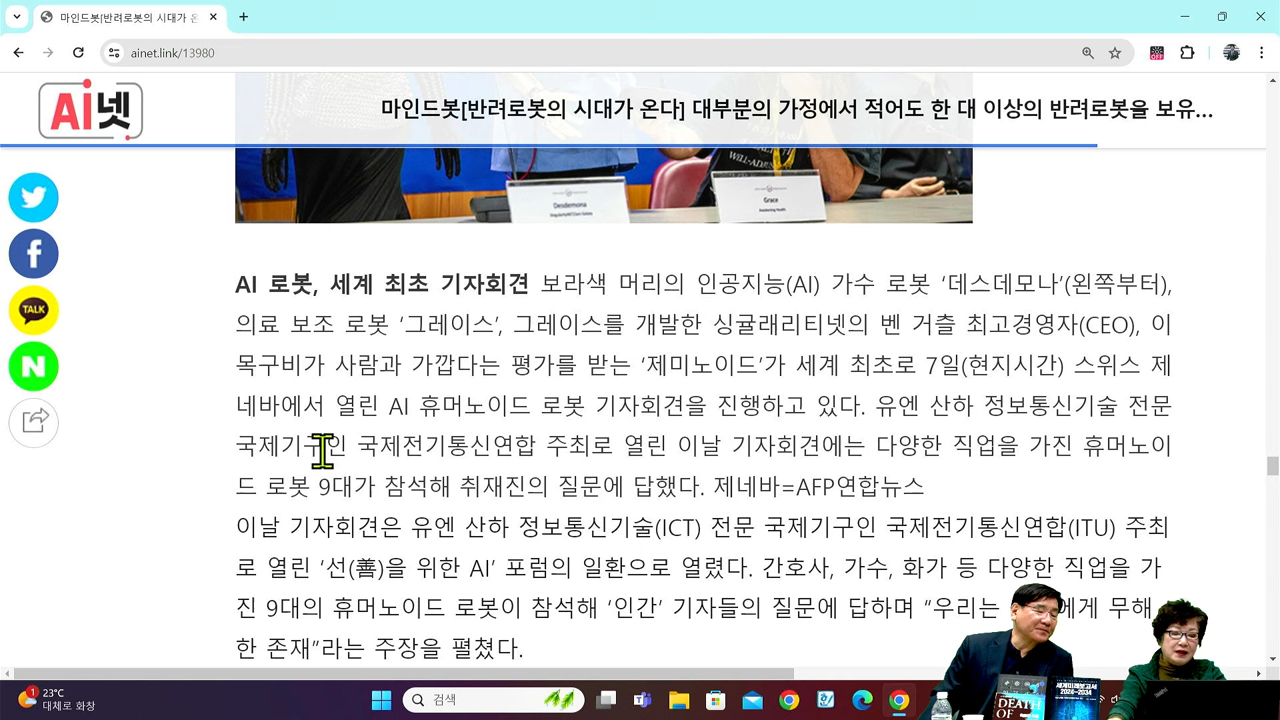 마인드봇[반려로봇의 시대가 온
ainet.link/13980
OFF
Ai넷
마인드봇[반려로봇의 시대가 온다] 대부분의 가정에서 적어도 한 대 이상의 반려로봇을 보유...
WELL-AD
Desdemona
Grace
Awakening Health
TALK
N
AI 로봇, 세계 최초 기자회견 보라색 머리의 인공지능(AI) 가수 로봇 ‘데스데모나’(왼쪽부터),
의료 보조 로봇 ‘그레이스’, 그레이스를 개발한 싱귤래리티넷의 벤 거츨 최고경영자(CEO), 이
목구비가 사람과 가깝다는 평가를 받는 ‘제미노이드’가 세계 최초로 7일(현지시간) 스위스 제
네바에서 열린 AI 휴머노이드 로봇 기자회견을 진행하고 있다. 유엔 산하 정보통신기술 전문
국제기구인 국제전기통신연합 주최로 열린 이날 기자회견에는 다양한 직업을 가진 휴머노이
드 로봇 9대가 참석해 취재진의 질문에 답했다. 제네바=AFP연합뉴스
이날 기자회견은 유엔 산하 정보통신기술(ICT) 전문 국제기구인 국제전기통신연합(ITU) 주최
로 열린 ‘선(善)을 위한 AI’ 포럼의 일환으로 열렸다. 간호사, 가수, 화가 등 다양한 직업을 가
진 9대의 휴머노이드 로봇이 참석해 ‘인간’ 기자들의 질문에 답하며 “우리는 에게 무해
한 존재”라는 주장을 펼쳤다.
1
23°C
대체로 화창
검색
DEATH
OF
세계미래보고서
2024-2034